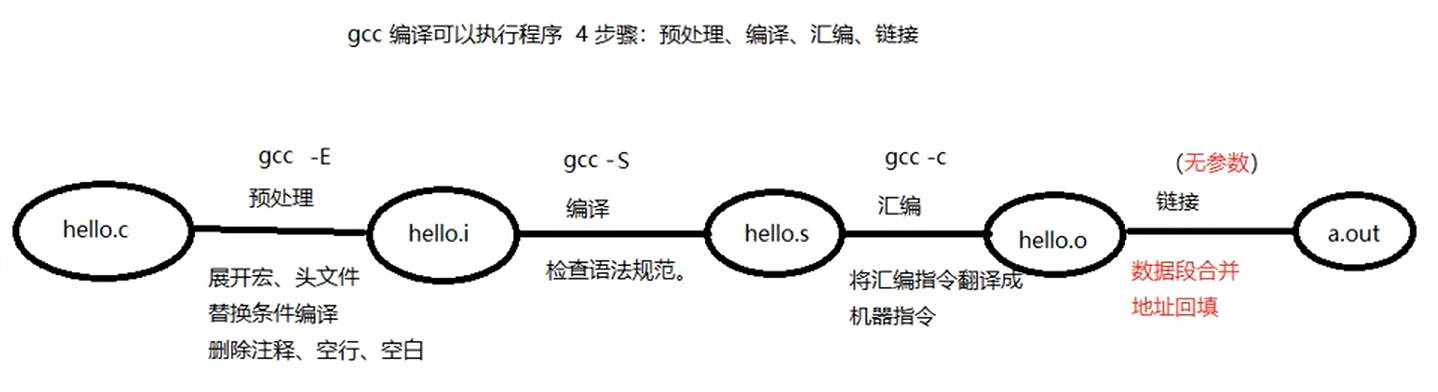 gcc 编译可以执行程序 4 步骤：预处理、编译、汇编、链接
gcc -E
预处理
gcc -S
编译
gcc -c
汇编
(无参数)
链接
hello.c
hello.i
hello.s
hello.o
a.out
展开宏、头文件
替换条件编译
删除注释、空行、空白
检查语法规范。
将汇编指令翻译成
机器指令
数据段合并
地址回填